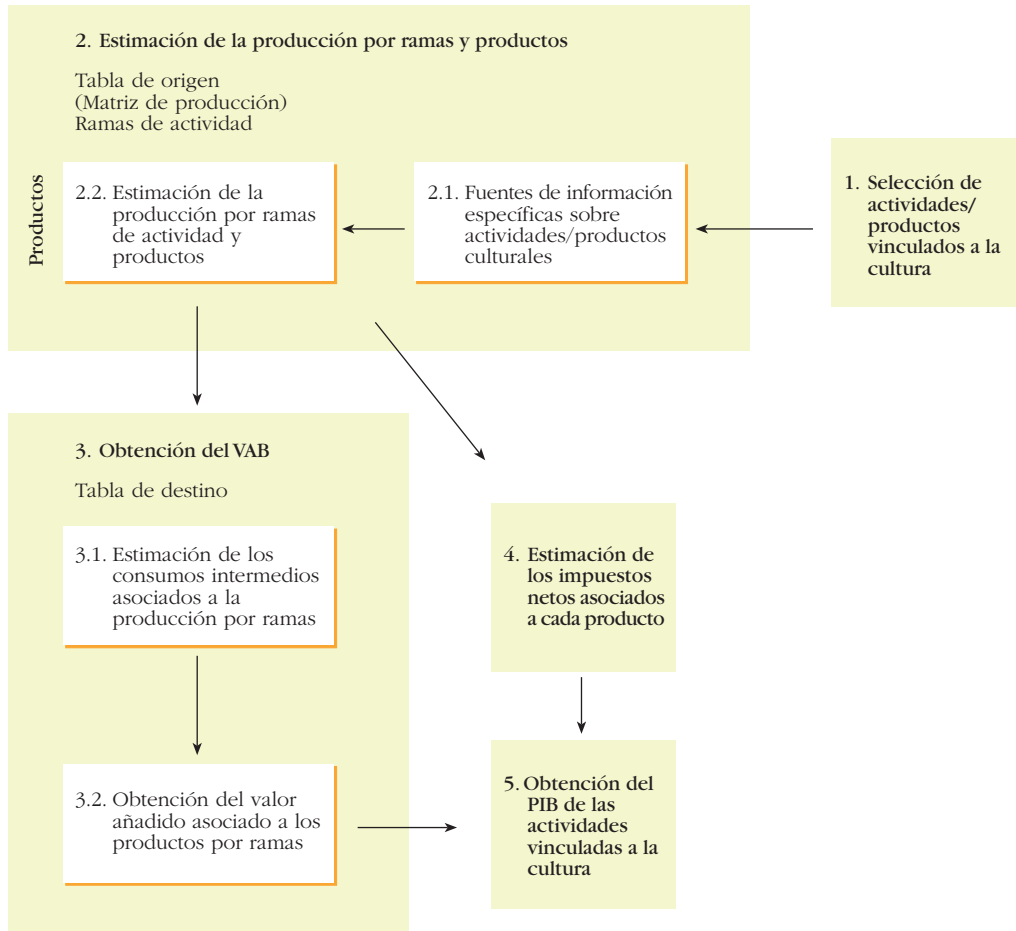 2. Estimación de la producción por ramas y productos
Tabla de origen
(Matriz de producción)
Ramas de actividad
Productos
2.2. Estimación de la
producción por ramas
de actividad y
productos
2.1. Fuentes de información
específicas sobre
actividades/productos
culturales
1. Selección de
actividades/
productos
vinculados a la
cultura
3. Obtención del VAB
Tabla de destino
3.1. Estimación de los
consumos intermedios
asociados a la
producción por ramas
4. Estimación de
los impuestos
netos asociados
a cada producto
3.2. Obtención del valor
añadido asociado a los
productos por ramas
5. Obtención del
PIB de las
actividades
vinculadas a la
cultura